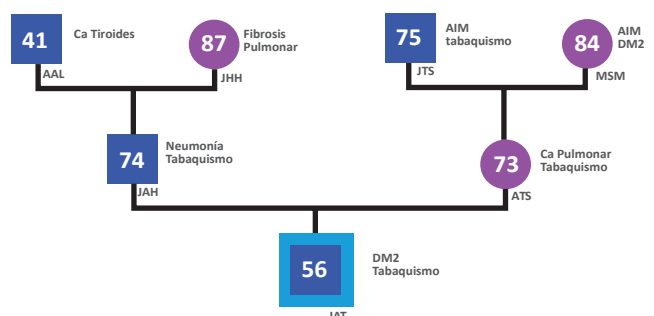 41
Ca Tiroides
AAL
87
Fibrosis
Pulmonar
JHH
75
AIM
tabaquismo
JTS
84
AIM
DM2
MSM
74
Neumonía
Tabaquismo
JAH
73
Ca Pulmonar
Tabaquismo
ATS
56
DM2
Tabaquismo
JAT